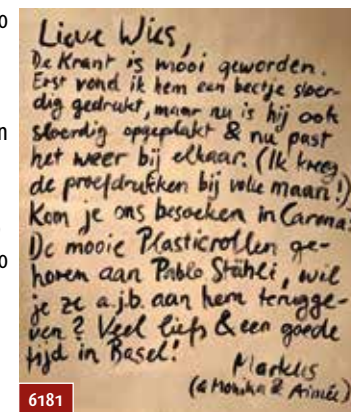 Lieve Wies,
De Krant is mooi geworden.
Eerst vond ik hem een beetje sloer-
dig gedrukt, maar nu is hij ook
sloerdig opgeplakt & nu past
het weer bij elkaar. (Ik kreeg
de proefdrukken bij volle maan!)
Kom je ons besoeken in Carona?
De mooie Plasticrollen ge-
horen aan Pablo Stähli, wil
je ze a.j.b. aan hem terugge-
ven? Veel liefs & een goede
tijd in Basel!
Markus
(& Monika & Aimée)
6181